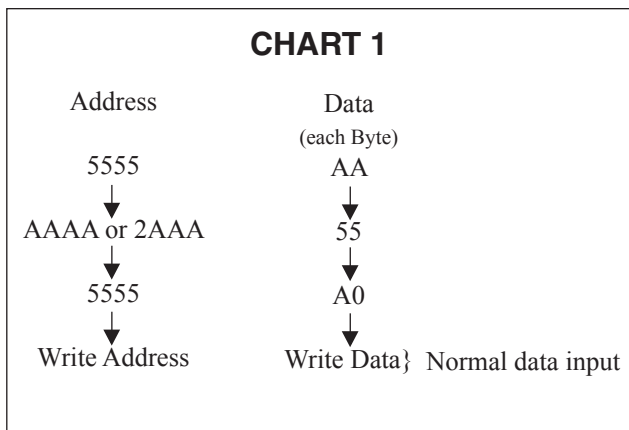 CHART 1
Address Data
(each Byte)
5555 AA
AAAA or 2AAA 55
5555 A0
Write Address Write Data} Normal data input